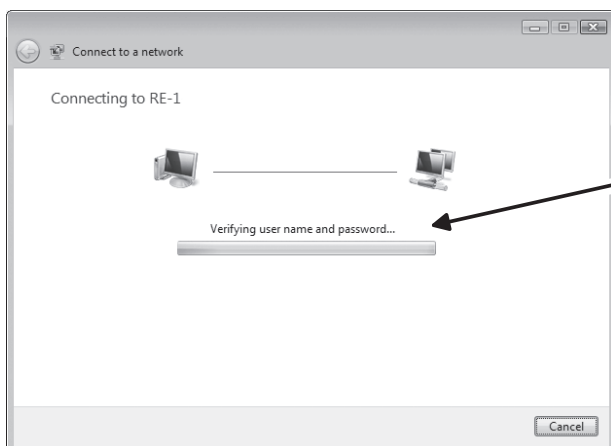 Connect to a network
Connecting to RE-1
Verifying user name and password...
Cancel